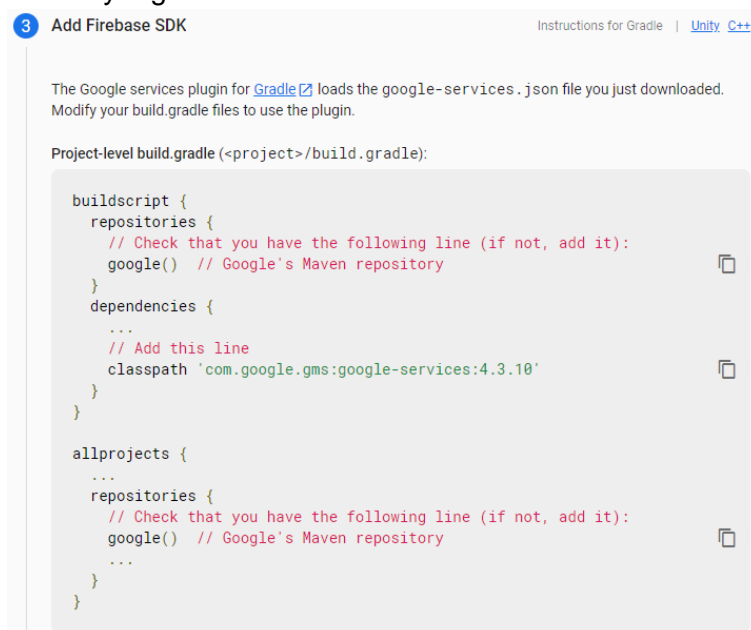 3 Add Firebase SDK Instructions for Gradle | Unity C++
The Google services plugin for Gradle loads the google-services.json file you just downloaded.
Modify your build.gradle files to use the plugin.
Project-level build.gradle (<project>/build.gradle):
buildscript {
  repositories {
    // Check that you have the following line (if not, add it):
    google()  // Google's Maven repository
  }
  dependencies {
    ...
    // Add this line
    classpath 'com.google.gms:google-services:4.3.10'
  }
}
allprojects {
  ...
  repositories {
    // Check that you have the following line (if not, add it):
    google()  // Google's Maven repository
    ...
  }
}